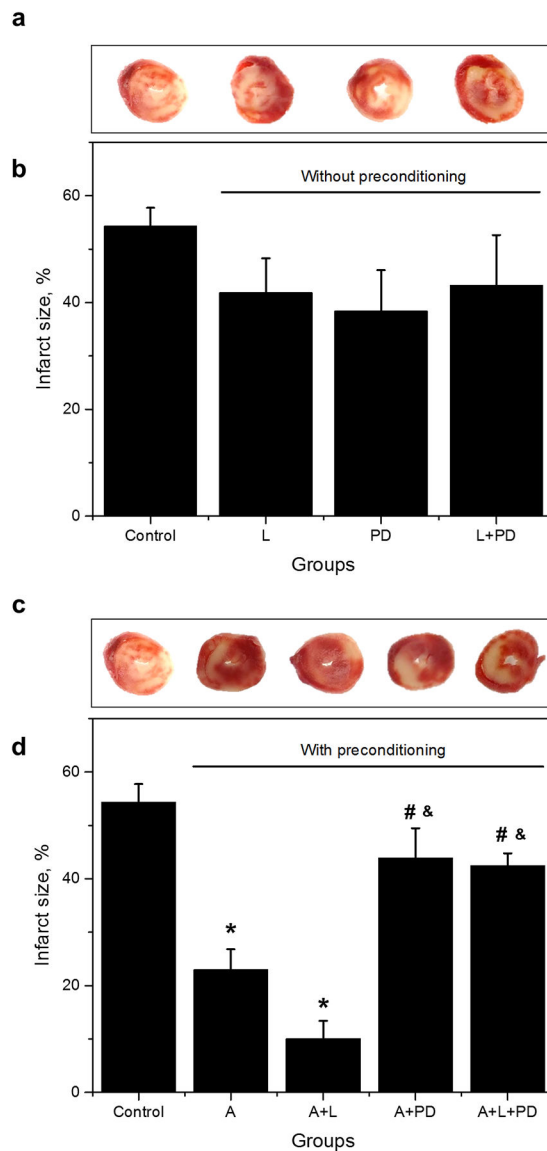 a
b
Without preconditioning
60
40
20
0
Infarct size, %
Control L PD L+PD
Groups
c
d
With preconditioning
60
40
20
0
Infarct size, %
# & # &
* *
Control A A+L A+PD A+L+PD
Groups